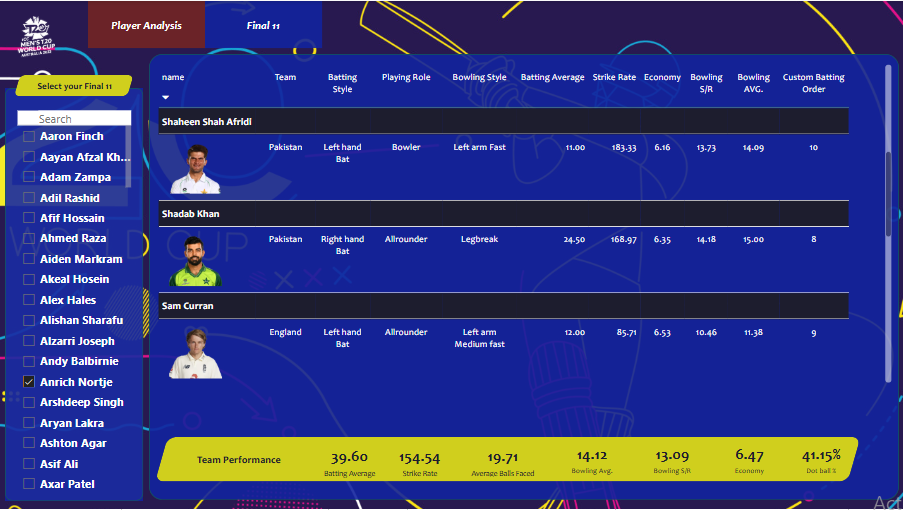 ICC
MEN'S T20
WORLD CUP
AUSTRALIA 2022
Player Analysis
Final 11
Select your Final 11
Search
Aaron Finch
Aayan Afzal Kh...
Adam Zampa
Adil Rashid
Afif Hossain
Ahmed Raza
Aiden Markram
Akeal Hosein
Alex Hales
Alishan Sharafu
Alzarri Joseph
Andy Balbirnie
Anrich Nortje
Arshdeep Singh
Aryan Lakra
Ashton Agar
Asif Ali
Axar Patel
name Team Batting Style Playing Role Bowling Style Batting Average Strike Rate Economy Bowling S/R Bowling AVG. Custom Batting Order
Shaheen Shah Afridi
Pakistan Left hand Bat Bowler Left arm Fast 11.00 183.33 6.16 13.73 14.09 10
Shadab Khan
Pakistan Right hand Bat Allrounder Legbreak 24.50 168.97 6.35 14.18 15.00 8
Sam Curran
England Left hand Bat Allrounder Left arm Medium fast 12.00 85.71 6.53 10.46 11.38 9
WORLD CUP
Team Performance
39.60 154.54 19.71 14.12 13.09 6.47 41.15%
Batting Average Strike Rate Average Balls Faced Bowling Avg. Bowling S/R Economy Dot ball %
Act